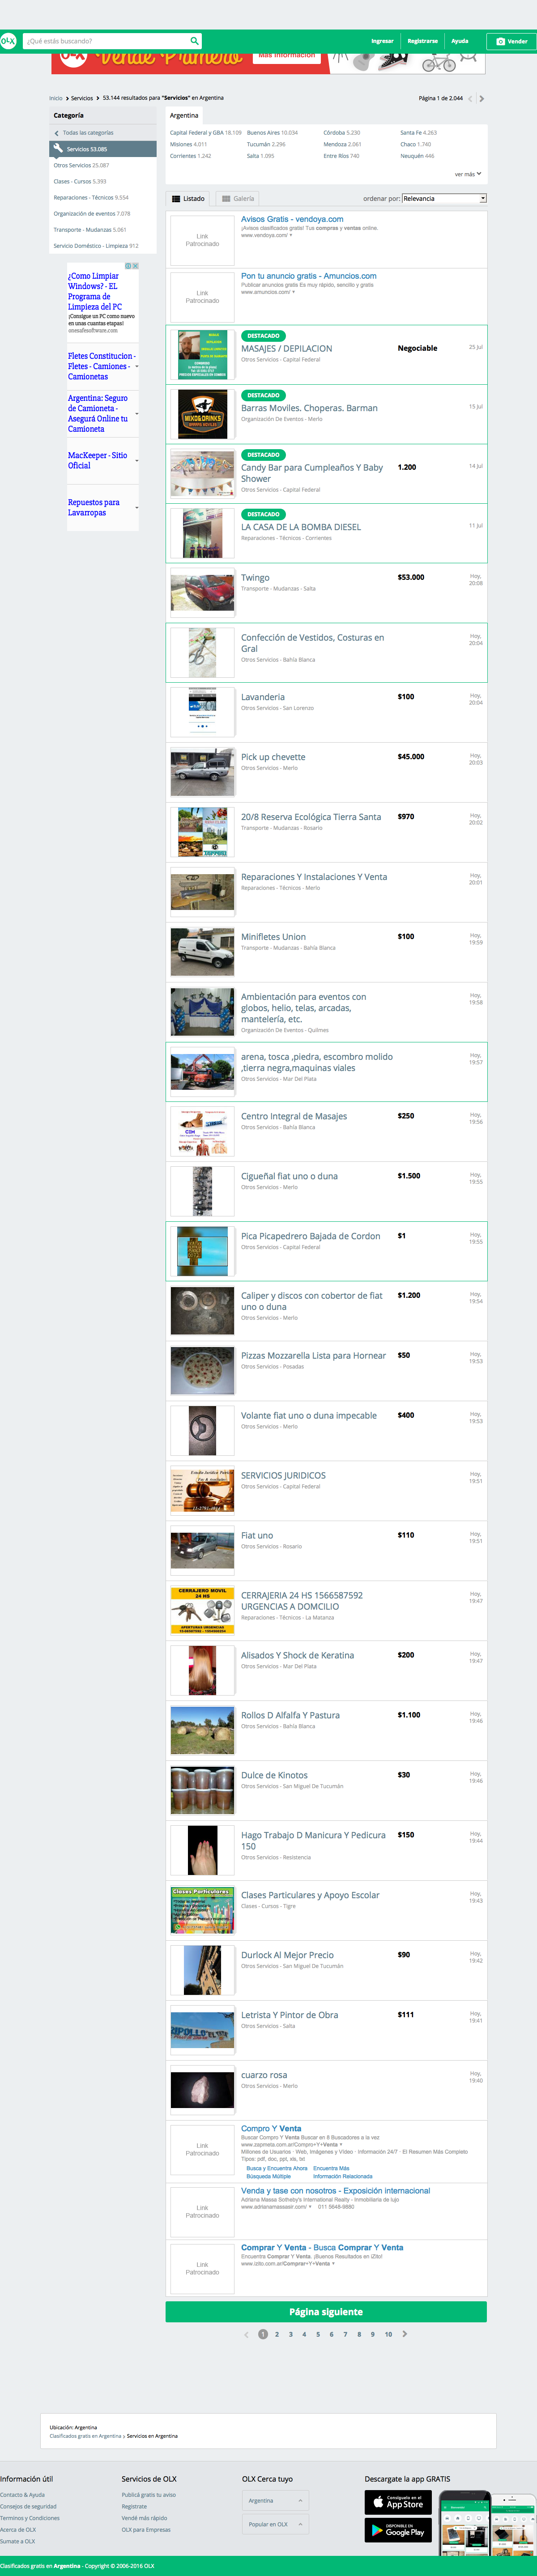 OLX
¿Qué estás buscando?
Ingresar
Registrarse
Ayuda
Vender
Vende Primero
Más información
Inicio > Servicios > 53.144 resultados para "Servicios" en Argentina
Página 1 de 2.044
Categoría
Todas las categorías
Servicios 53.085
Otros Servicios 25.087
Clases - Cursos 5.393
Reparaciones - Técnicos 9.554
Organización de eventos 7.078
Transporte - Mudanzas 5.061
Servicio Doméstico - Limpieza 912
¿Como Limpiar
Windows? - EL
Programa de
Limpieza del PC
¡Consigue un PC como nuevo
en unas cuantas etapas!
onesafesoftware.com
Fletes Constitucion -
Fletes - Camiones -
Camionetas
Argentina: Seguro
de Camioneta -
Asegurá Online tu
Camioneta
MacKeeper - Sitio
Oficial
Repuestos para
Lavarropas
Argentina
Capital Federal y GBA 18.109
Buenos Aires 10.034
Córdoba 5.230
Santa Fe 4.263
Misiones 4.011
Tucumán 2.296
Mendoza 2.061
Chaco 1.740
Corrientes 1.242
Salta 1.095
Entre Ríos 740
Neuquén 446
ver más
Listado
Galería
ordenar por: Relevancia
Link
Patrocinado
Avisos Gratis - vendoya.com
¡Avisos clasificados gratis! Tus compras y ventas online.
www.vendoya.com/
Link
Patrocinado
Pon tu anuncio gratis - Amuncios.com
Publicar anuncios gratis Es muy rápido, sencillo y gratis
www.amuncios.com/
DESTACADO
MASAJES / DEPILACION
Otros Servicios - Capital Federal
Negociable
25 Jul
DESTACADO
Barras Moviles. Choperas. Barman
Organización De Eventos - Merlo
15 Jul
MIXO&DRINKS
DESTACADO
Candy Bar para Cumpleaños Y Baby
Shower
Otros Servicios - Capital Federal
1.200
14 Jul
DESTACADO
LA CASA DE LA BOMBA DIESEL
Reparaciones - Técnicos - Corrientes
11 Jul
Twingo
Transporte - Mudanzas - Salta
$53.000
Hoy,
20:08
Confección de Vestidos, Costuras en
Gral
Otros Servicios - Bahía Blanca
Hoy,
20:04
Lavanderia
Otros Servicios - San Lorenzo
$100
Hoy,
20:04
Pick up chevette
Otros Servicios - Merlo
$45.000
Hoy,
20:03
20/8 Reserva Ecológica Tierra Santa
Transporte - Mudanzas - Rosario
$970
Hoy,
20:02
Reparaciones Y Instalaciones Y Venta
Reparaciones - Técnicos - Merlo
Hoy,
20:01
Minifletes Union
Transporte - Mudanzas - Bahía Blanca
$100
Hoy,
19:59
Ambientación para eventos con
globos, helio, telas, arcadas,
mantelería, etc.
Organización De Eventos - Quilmes
Hoy,
19:58
arena, tosca ,piedra, escombro molido
,tierra negra,maquinas viales
Otros Servicios - Mar Del Plata
Hoy,
19:57
Centro Integral de Masajes
Otros Servicios - Bahía Blanca
$250
Hoy,
19:56
Cigueñal fiat uno o duna
Otros Servicios - Merlo
$1.500
Hoy,
19:55
Pica Picapedrero Bajada de Cordon
Otros Servicios - Capital Federal
$1
Hoy,
19:55
Caliper y discos con cobertor de fiat
uno o duna
Otros Servicios - Merlo
$1.200
Hoy,
19:54
Pizzas Mozzarella Lista para Hornear
Otros Servicios - Posadas
$50
Hoy,
19:53
Volante fiat uno o duna impecable
Otros Servicios - Merlo
$400
Hoy,
19:53
SERVICIOS JURIDICOS
Otros Servicios - Capital Federal
Hoy,
19:51
Fiat uno
Otros Servicios - Rosario
$110
Hoy,
19:51
CERRAJERO MOVIL
24 HS
CERRAJERIA 24 HS 1566587592
URGENCIAS A DOMCILIO
Reparaciones - Técnicos - La Matanza
Hoy,
19:47
Alisados Y Shock de Keratina
Otros Servicios - Mar Del Plata
$200
Hoy,
19:47
Rollos D Alfalfa Y Pastura
Otros Servicios - Bahía Blanca
$1.100
Hoy,
19:46
Dulce de Kinotos
Otros Servicios - San Miguel De Tucumán
$30
Hoy,
19:46
Hago Trabajo D Manicura Y Pedicura
150
Otros Servicios - Resistencia
$150
Hoy,
19:44
Clases Particulares
Clases Particulares y Apoyo Escolar
Clases - Cursos - Tigre
Hoy,
19:43
Durlock Al Mejor Precio
Otros Servicios - San Miguel De Tucumán
$90
Hoy,
19:42
Letrista Y Pintor de Obra
Otros Servicios - Salta
$111
Hoy,
19:41
cuarzo rosa
Otros Servicios - Merlo
Hoy,
19:40
Link
Patrocinado
Compro Y Venta
Buscar Compro Y Venta Buscar en 8 Buscadores a la vez
www.zapmeta.com.ar/Compro+Y+Venta
Millones de Usuarios · Web, Imágenes y Vídeo · Información 24/7 · El Resumen Más Completo
Tipos: pdf, doc, ppt, xls, txt
Busca y Encuentra Ahora
Encuentra Más
Búsqueda Múltiple
Información Relacionada
Link
Patrocinado
Venda y tase con nosotros - Exposición internacional
Adriana Massa Sotheby's International Realty - Inmobiliaria de lujo
www.adrianamassasir.com/ 011 5648-9880
Link
Patrocinado
Comprar Y Venta - Busca Comprar Y Venta
Encuentra Comprar Y Venta. ¡Buenos Resultados en iZito!
www.izito.com.ar/Comprar+Y+Venta
Página siguiente
1 2 3 4 5 6 7 8 9 10
Ubicación: Argentina
Clasificados gratis en Argentina > Servicios en Argentina
Información útil
Contacto & Ayuda
Consejos de seguridad
Terminos y Condiciones
Acerca de OLX
Sumate a OLX
Servicios de OLX
Publicá gratis tu aviso
Registrate
Vendé más rápido
OLX para Empresas
OLX Cerca tuyo
Argentina
Popular en OLX
Descargate la app GRATIS
Consíguelo en el
App Store
DISPONIBLE EN
Google Play
Clasificados gratis en Argentina - Copyright © 2006-2016 OLX